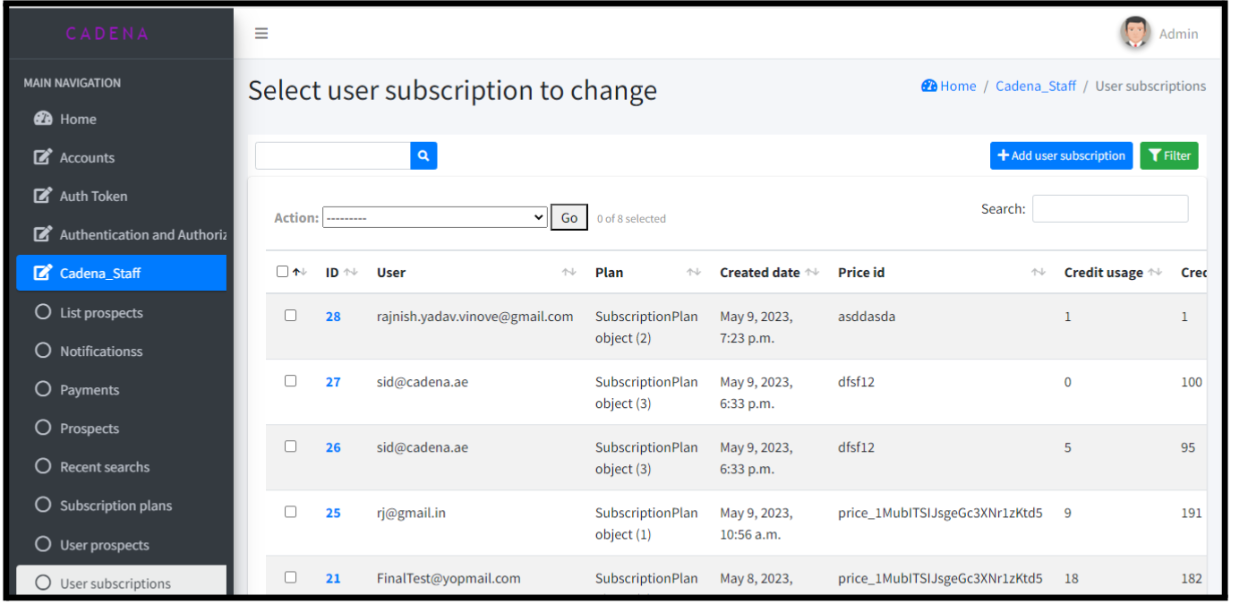 CADENA
Admin
MAIN NAVIGATION
Home
Accounts
Auth Token
Authentication and Authoriz
Cadena_Staff
List prospects
Notificationss
Payments
Prospects
Recent searchs
Subscription plans
User prospects
User subscriptions
Select user subscription to change
Home / Cadena_Staff / User subscriptions
+ Add user subscription Filter
Action: --------- Go 0 of 8 selected Search:
ID User Plan Created date Price id Credit usage Cred
28 rajnish.yadav.vinove@gmail.com SubscriptionPlan May 9, 2023, asddasda 1 1
object (2) 7:23 p.m.
27 sid@cadena.ae SubscriptionPlan May 9, 2023, dfsf12 0 100
object (3) 6:33 p.m.
26 sid@cadena.ae SubscriptionPlan May 9, 2023, dfsf12 5 95
object (3) 6:33 p.m.
25 rj@gmail.in SubscriptionPlan May 9, 2023, price_1MubITSIJsgeGc3XNr1zKtd5 9 191
object (1) 10:56 a.m.
21 FinalTest@yopmail.com SubscriptionPlan May 8, 2023, price_1MubITSIJsgeGc3XNr1zKtd5 18 182